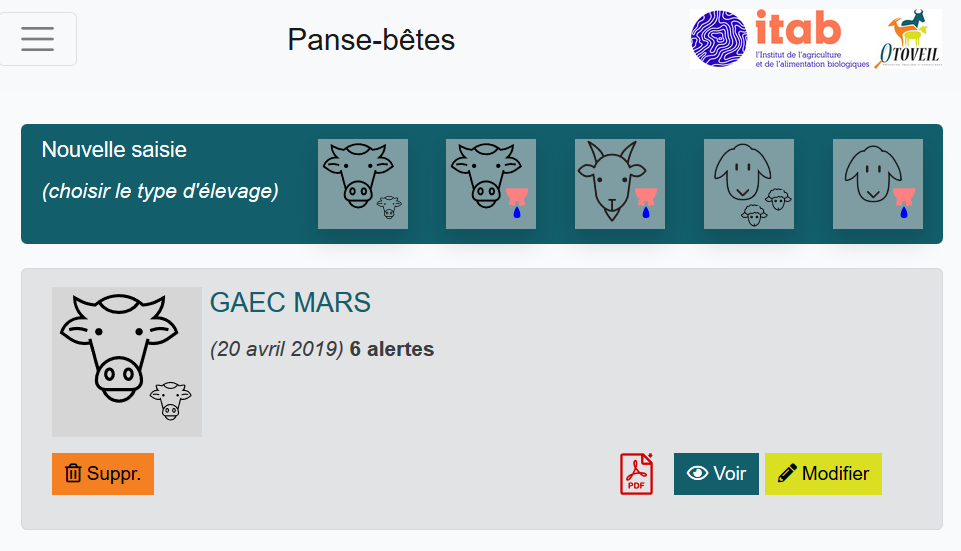 Panse-bêtes
itab
l'Institut de l'agriculture
et de l'alimentation biologiques
OTOVEIL
Nouvelle saisie
(choisir le type d'élevage)
GAEC MARS
(20 avril 2019) 6 alertes
Suppr.
PDF
Voir
Modifier